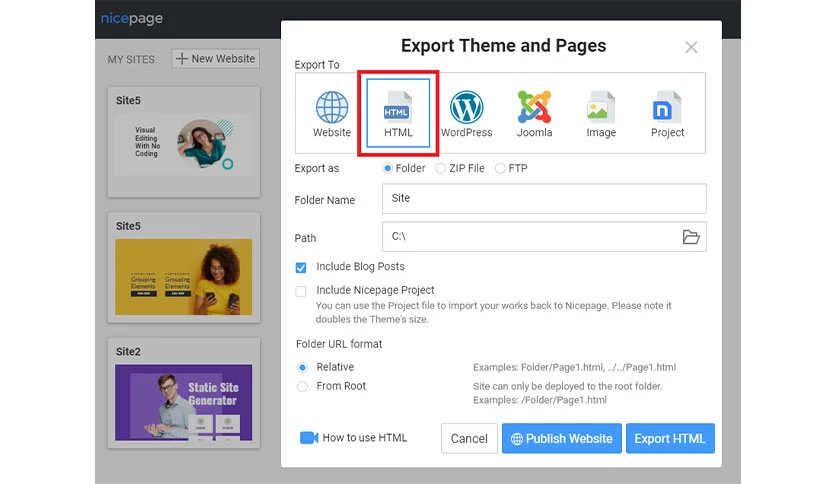 nicepage
MY SITES
New Website
Site5
Visual
Editing
With No
Coding
Site5
Grouping
Elements
Grouping
Elements
Site2
Static Site
Generator
Export Theme and Pages
Export To
Website
HTML
HTML
WordPress
Joomla
Image
Project
Export as
Folder
ZIP File
FTP
Folder Name
Site
Path
C:\
Include Blog Posts
Include Nicepage Project
You can use the Project file to import your works back to Nicepage. Please note it
doubles the Theme's size.
Folder URL format
Relative
Examples: Folder/Page1.html, ../../Page1.html
From Root
Site can only be deployed to the root folder.
Examples: /Folder/Page1.html
How to use HTML
Cancel
Publish Website
Export HTML